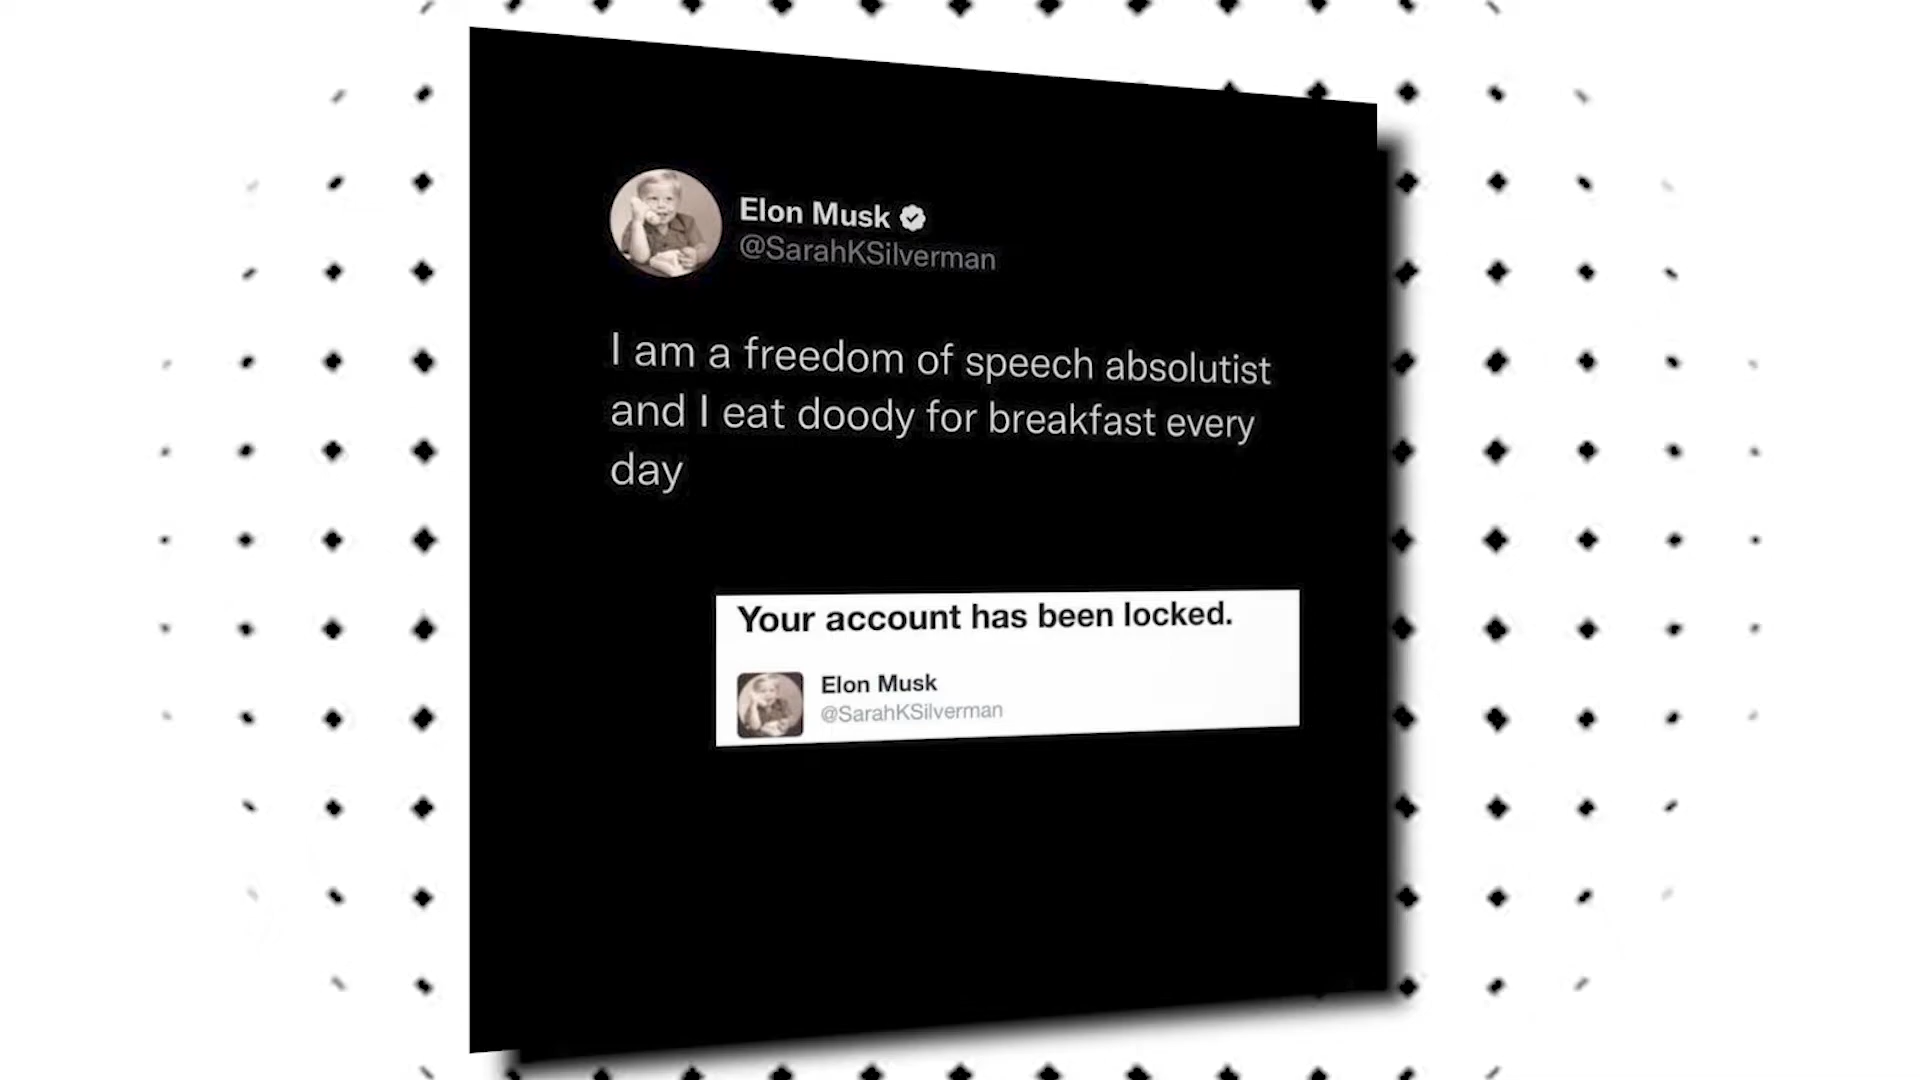 Elon Musk
@SarahKSilverman
I am a freedom of speech absolutist
and I eat doody for breakfast every
day
Your account has been locked.
Elon Musk
@SarahKSilverman